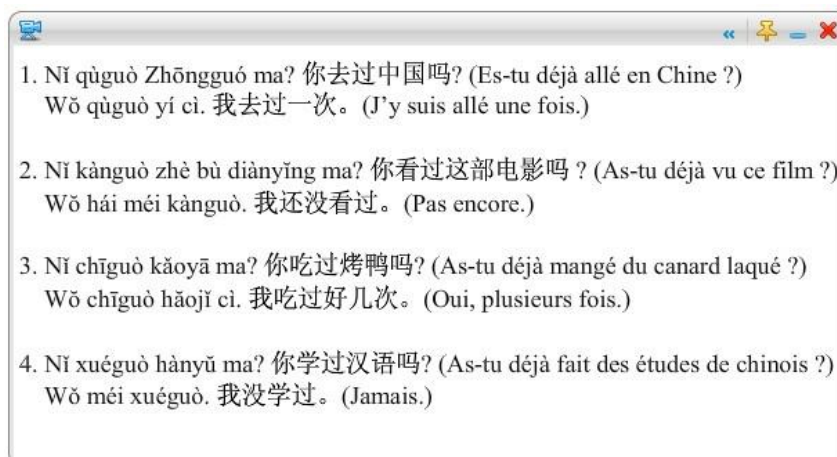 1. Nǐ qùguò Zhōngguó ma? 你去过中国吗? (Es-tu déjà allé en Chine ?)
Wǒ qùguò yí cì. 我去过一次。(J'y suis allé une fois.)
2. Nǐ kànguò zhè bù diànyǐng ma? 你看过这部电影吗 ? (As-tu déjà vu ce film ?)
Wǒ hái méi kànguò. 我还没看过。(Pas encore.)
3. Nǐ chīguò kǎoyā ma? 你吃过烤鸭吗? (As-tu déjà mangé du canard laqué ?)
Wǒ chīguò hǎojǐ cì. 我吃过好几次。(Oui, plusieurs fois.)
4. Nǐ xuéguò hànyǔ ma? 你学过汉语吗? (As-tu déjà fait des études de chinois ?)
Wǒ méi xuéguò. 我没学过。(Jamais.)